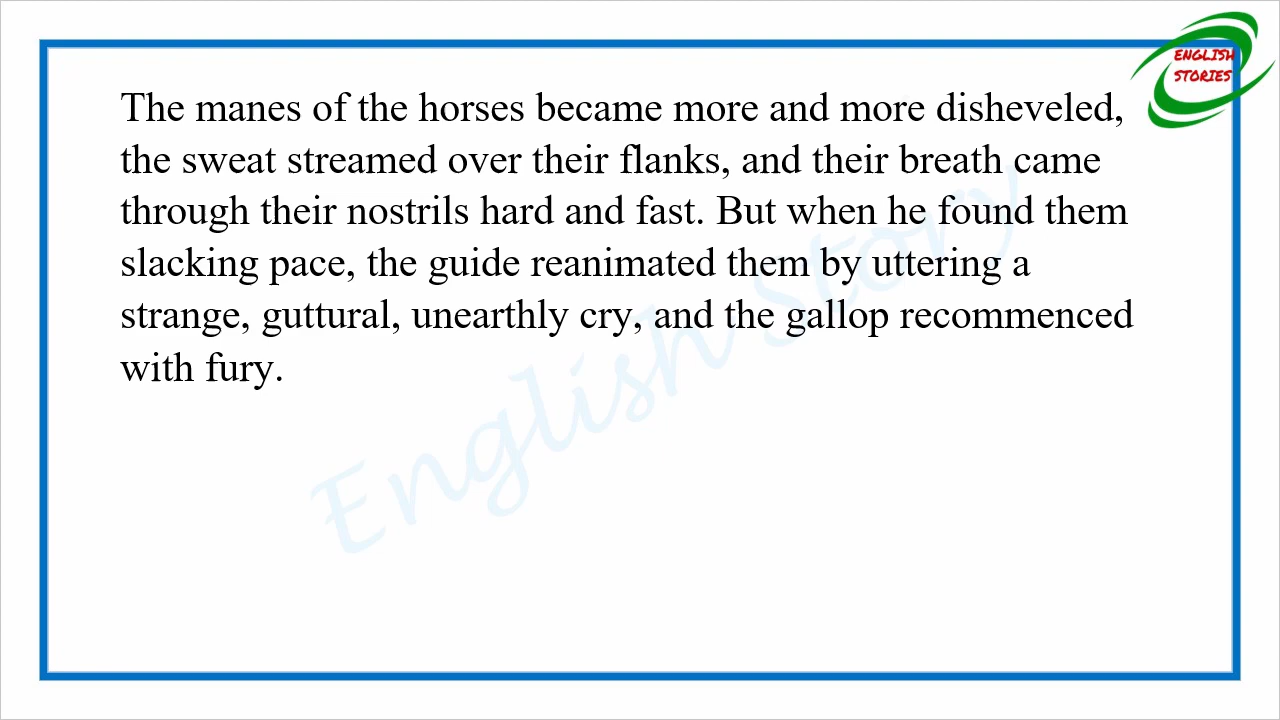 ENGLISH
STORIES
The manes of the horses became more and more disheveled,
the sweat streamed over their flanks, and their breath came
through their nostrils hard and fast. But when he found them
slacking pace, the guide reanimated them by uttering a
strange, guttural, unearthly cry, and the gallop recommenced
with fury.
English Story